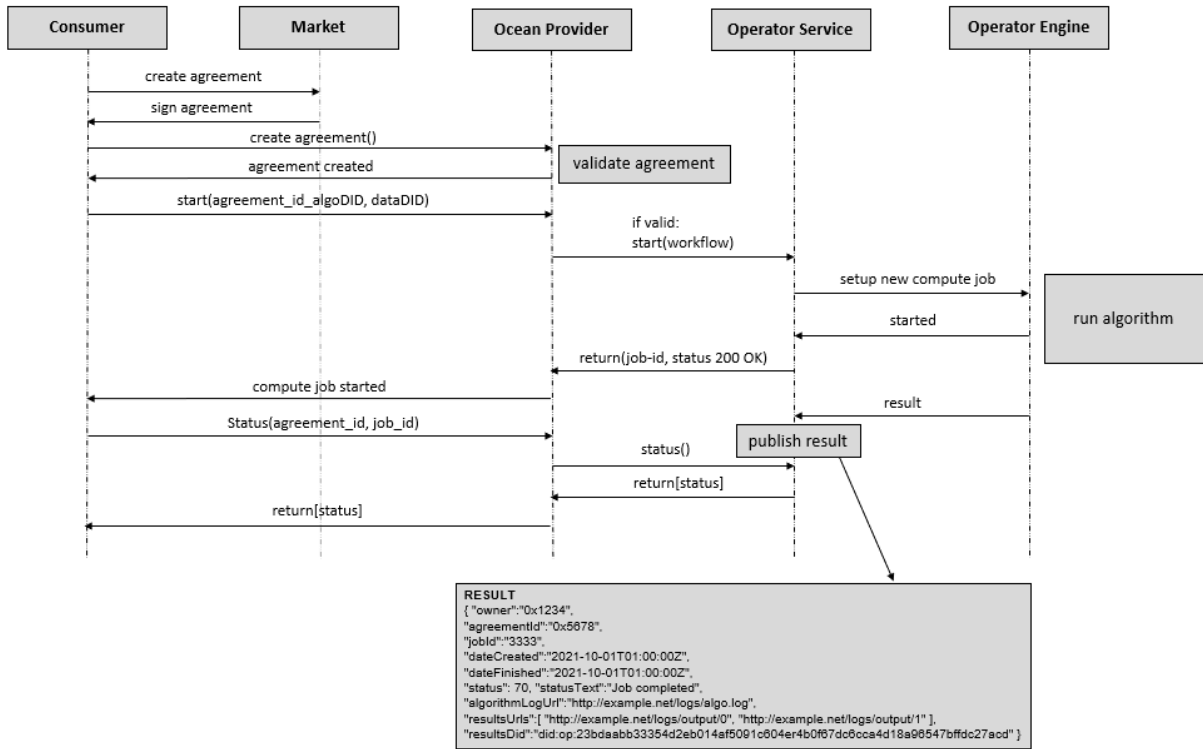 Consumer
Market
Ocean Provider
Operator Service
Operator Engine
create agreement
sign agreement
create agreement()
validate agreement
agreement created
start(agreement_id_algoDID, dataDID)
if valid:
start(workflow)
setup new compute job
run algorithm
started
return(job-id, status 200 OK)
compute job started
result
Status(agreement_id, job_id)
publish result
status()
return[status]
return[status]
RESULT
{ "owner":"0x1234",
"agreementId":"0x5678",
"jobId":"3333",
"dateCreated":"2021-10-01T01:00:00Z",
"dateFinished":"2021-10-01T01:00:00Z",
"status": 70, "statusText":"Job completed",
"algorithmLogUrl":"http://example.net/logs/algo.log",
"resultsUrls":[ "http://example.net/logs/output/0", "http://example.net/logs/output/1" ],
"resultsDid":"did:op:23bdaabb33354d2eb014af5091c604er4b0f67dc6cca4d18a96547bffdc27acd" }